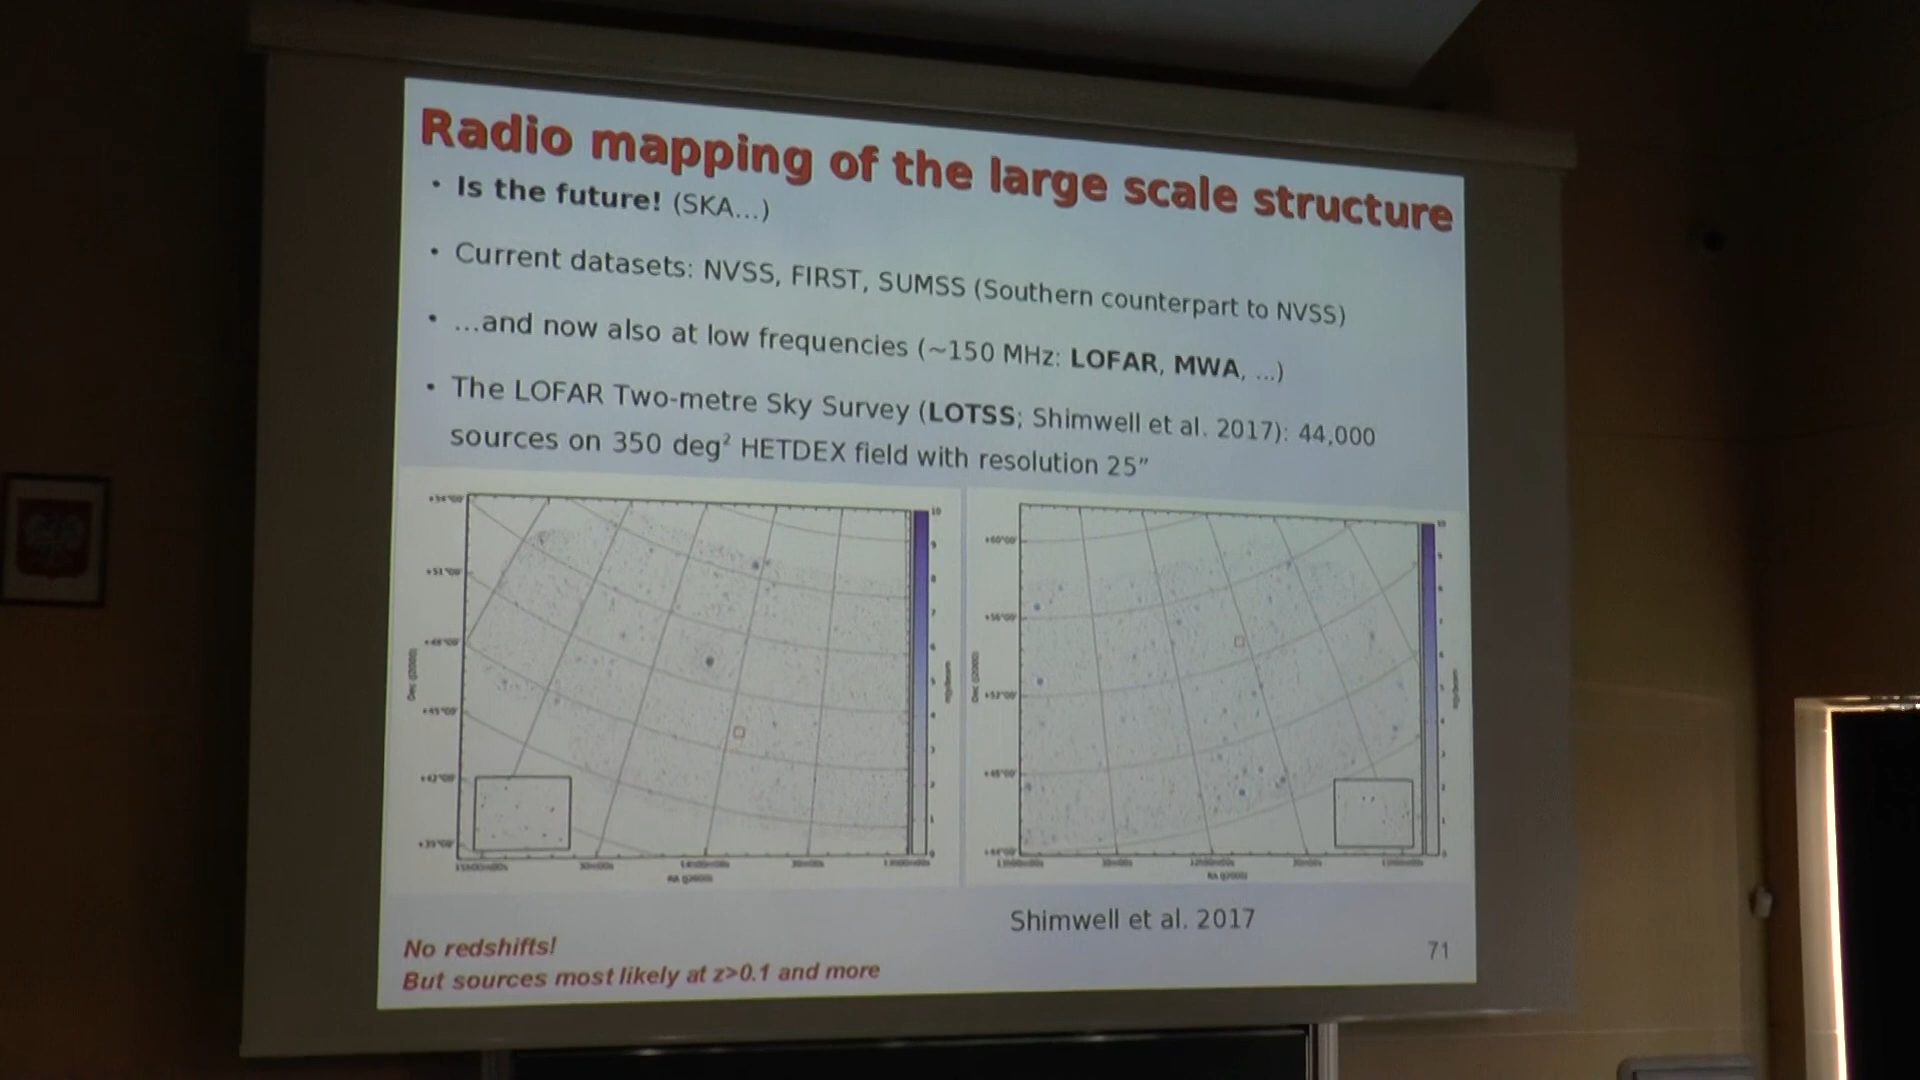 Radio mapping of the large scale structure
• Is the future! (SKA...)
• Current datasets: NVSS, FIRST, SUMSS (Southern counterpart to NVSS)
• ...and now also at low frequencies (~150 MHz: LOFAR, MWA, ...)
• The LOFAR Two-metre Sky Survey (LOTSS; Shimwell et al. 2017): 44,000
sources on 350 deg² HETDEX field with resolution 25”
Shimwell et al. 2017
No redshifts!
But sources most likely at z>0.1 and more
71